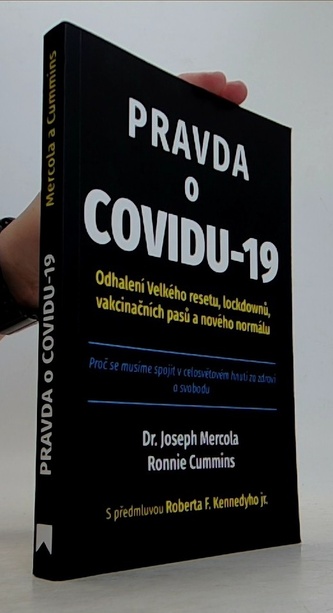 Mercola a Cummins
PRAVDA o COVIDU-19
PRAVDA
o
COVIDU-19
Odhalení Velkého resetu, lockdownů,
vakcinačních pasů a nového normálu
Proč se musíme spojit v celosvětovém hnutí za zdraví
a svobodu
Dr. Joseph Mercola
Ronnie Cummins
S předmluvou Roberta F. Kennedyho jr.